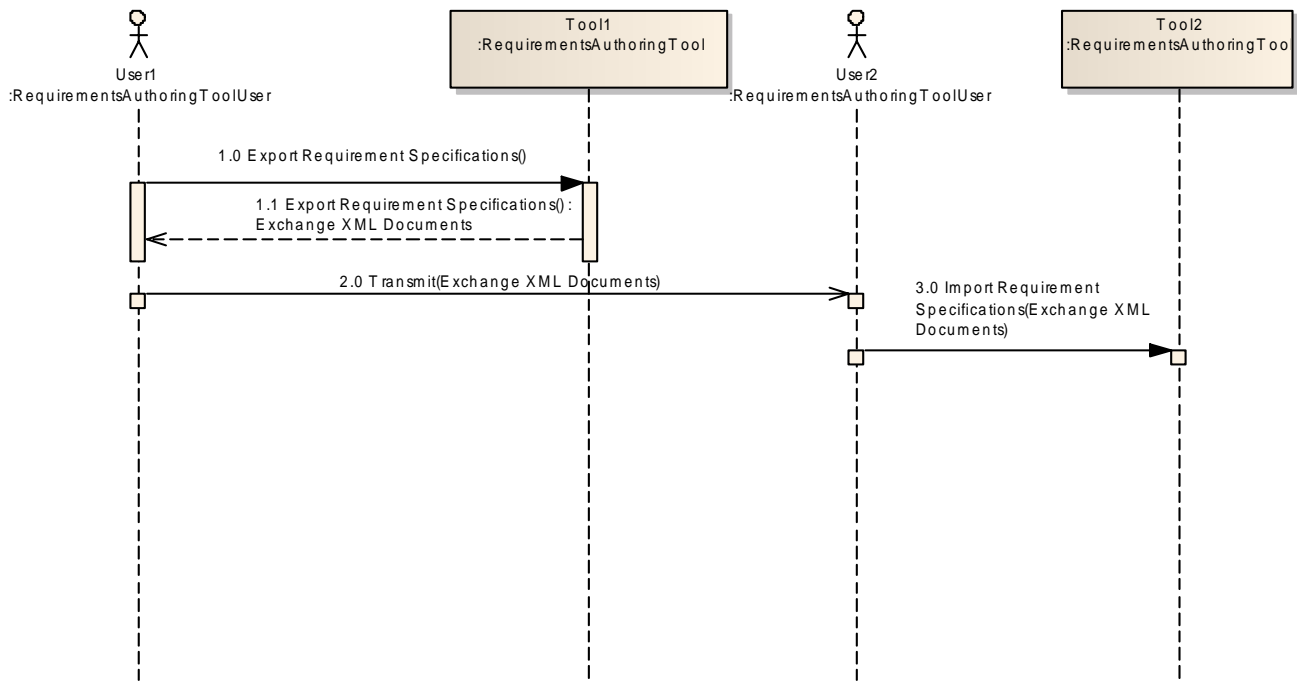 User1
:RequirementsAuthoringToolUser
Tool1
:RequirementsAuthoringTool
User2
:RequirementsAuthoringToolUser
Tool2
:RequirementsAuthoringTool
1.0 Export Requirement Specifications()
1.1 Export Requirement Specifications() :
Exchange XML Documents
2.0 Transmit(Exchange XML Documents)
3.0 Import Requirement
Specifications(Exchange XML
Documents)